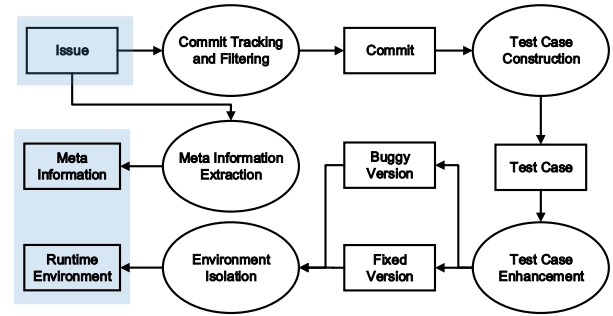 Issue
Commit Tracking
and Filtering
Commit
Test Case
Construction
Meta
Information
Meta Information
Extraction
Buggy
Version
Test Case
Runtime
Environment
Environment
Isolation
Fixed
Version
Test Case
Enhancement